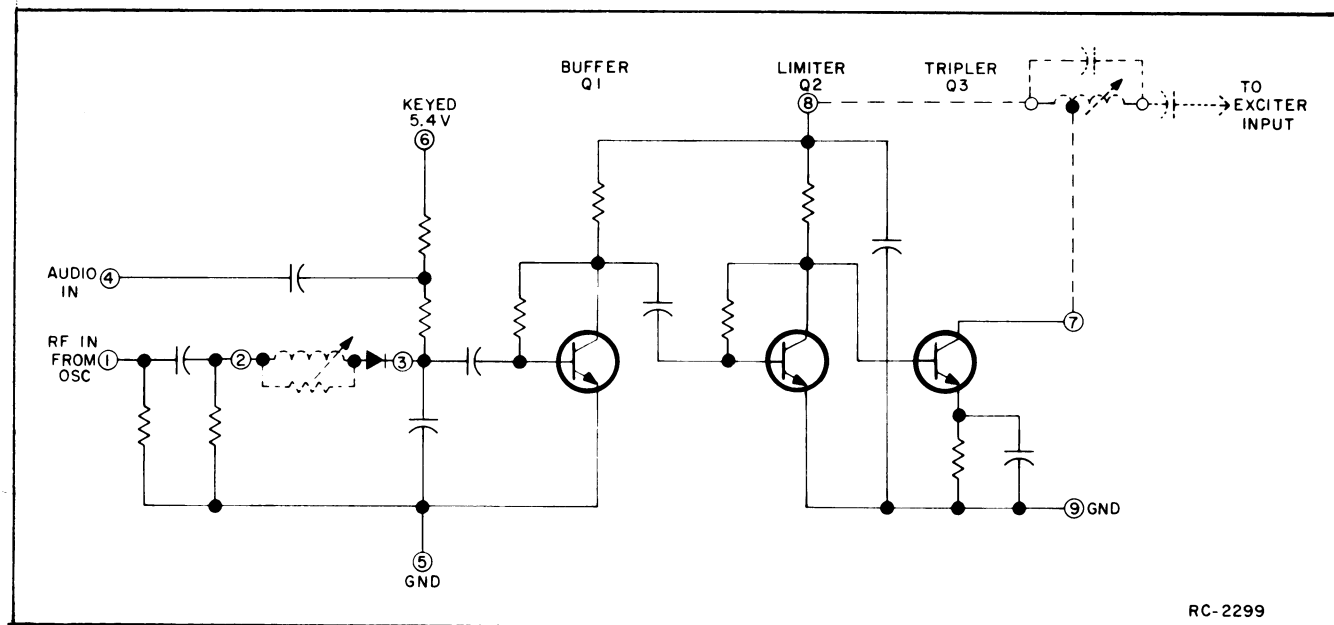 BUFFER
Q1
LIMITER
Q2
TRIPLER
Q3
8
TO
EXCITER
INPUT
KEYED
5.4V
6
AUDIO
IN
4
RF IN
FROM
OSC
1
2
3
7
9 GND
5
GND
RC-2299